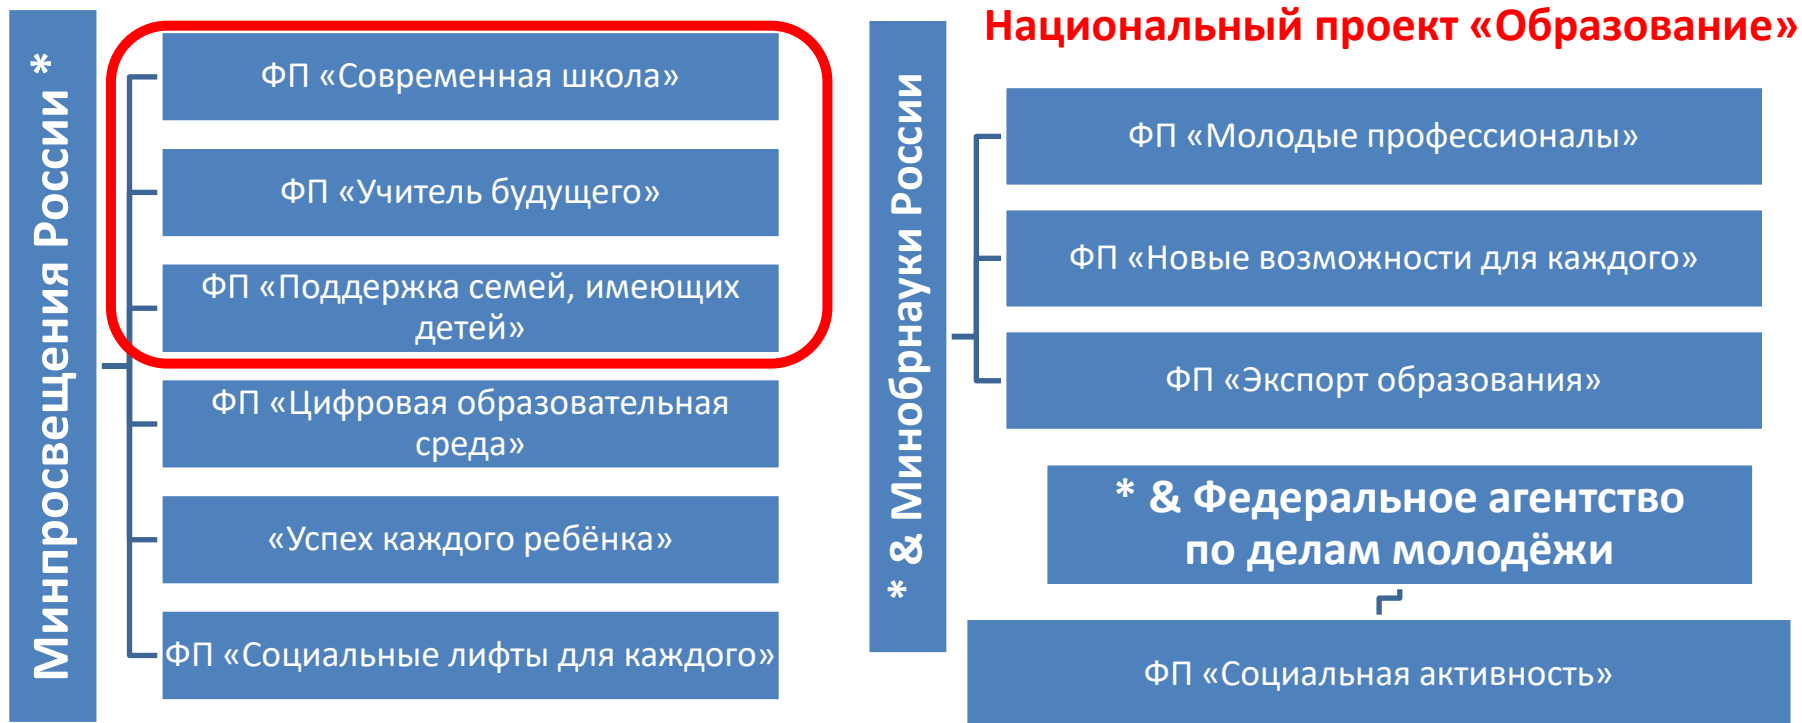 Национальный проект «Образование»
Минпросвещения России *
ФП «Современная школа»
ФП «Учитель будущего»
ФП «Поддержка семей, имеющих
детей»
ФП «Цифровая образовательная
среда»
«Успех каждого ребёнка»
ФП «Социальные лифты для каждого»
* & Минобрнауки России
ФП «Молодые профессионалы»
ФП «Новые возможности для каждого»
ФП «Экспорт образования»
* & Федеральное агентство
по делам молодёжи
ФП «Социальная активность»